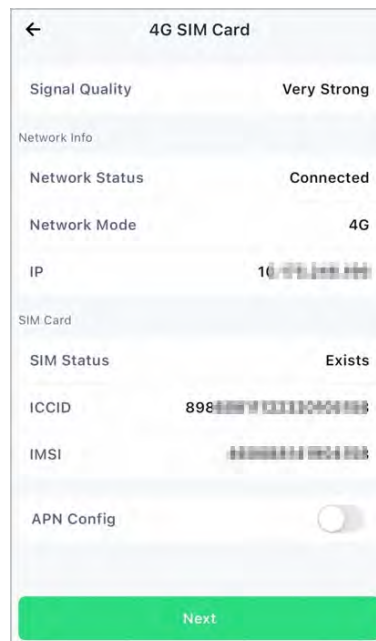 4G SIM Card
Signal Quality Very Strong
Network Info
Network Status Connected
Network Mode 4G
IP
SIM Card
SIM Status Exists
ICCID 898
IMSI
APN Config
Next